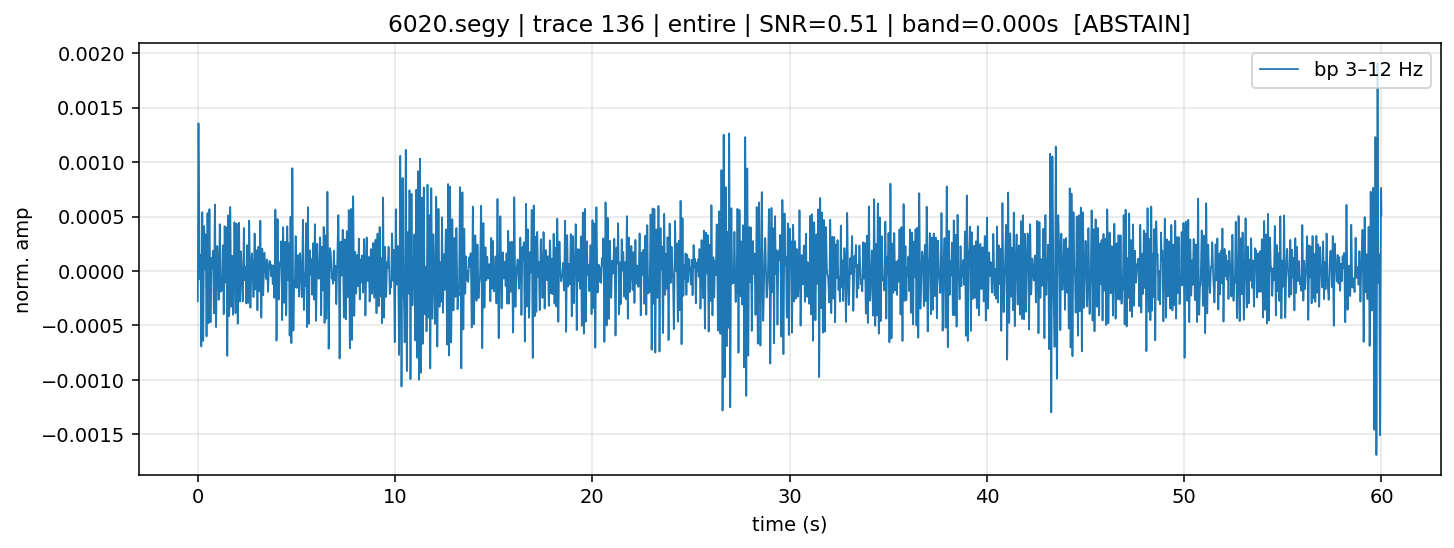 6020.segy | trace 136 | entire | SNR=0.51 | band=0.000s  [ABSTAIN]
bp 3–12 Hz
norm. amp
0.0020
0.0015
0.0010
0.0005
0.0000
−0.0005
−0.0010
−0.0015
0 10 20 30 40 50 60
time (s)